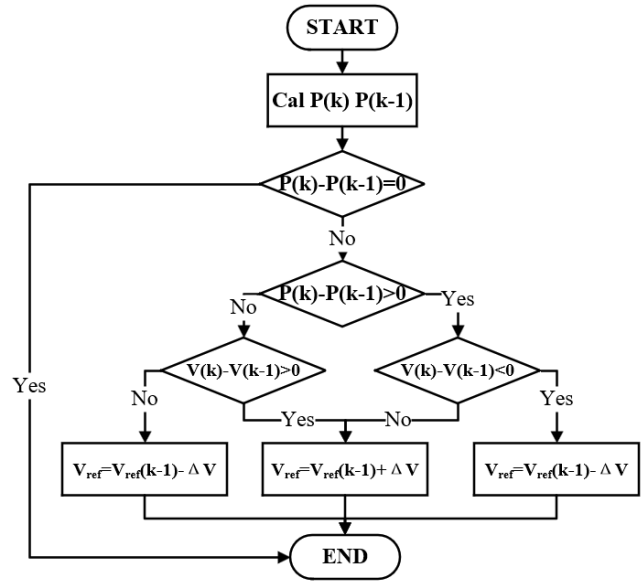 START
Cal P(k) P(k-1)
P(k)-P(k-1)=0
No
P(k)-P(k-1)>0
No
Yes
V(k)-V(k-1)>0
V(k)-V(k-1)<0
Yes
No
Yes
No
Yes
Vref=Vref(k-1)- Δ V
Vref=Vref(k-1)+ Δ V
Vref=Vref(k-1)- Δ V
END